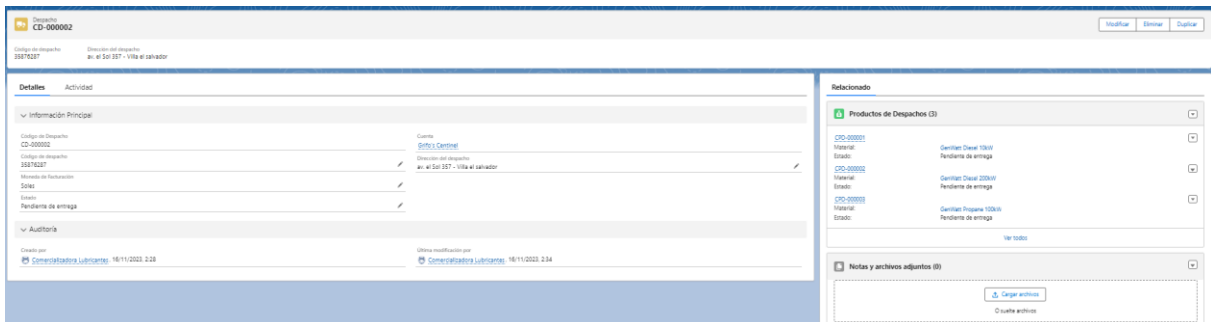 Despacho
CD-000002
Modificar Eliminar Duplicar
Código de despacho Dirección del despacho
35876287 av. el Sol 357 - Villa el salvador
Detalles Actividad
Información Principal
Código de Despacho
CD-000002
Código de despacho
35876287
Moneda de facturación
Soles
Estado
Pendiente de entrega
Cuenta
Grifo's Centinel
Dirección del despacho
av. el Sol 357 - Villa el salvador
Auditoría
Creado por
Comercializadora Lubricantes, 16/11/2023, 2:28
Última modificación por
Comercializadora Lubricantes, 16/11/2023, 2:34
Relacionado
Productos de Despachos (3)
CPD-000001
Material: GenWatt Diesel 10kW
Estado: Pendiente de entrega
CPD-000002
Material: GenWatt Diesel 200kW
Estado: Pendiente de entrega
CPD-000003
Material: GenWatt Propane 100kW
Estado: Pendiente de entrega
Ver todos
Notas y archivos adjuntos (0)
Cargar archivos
O suelte archivos